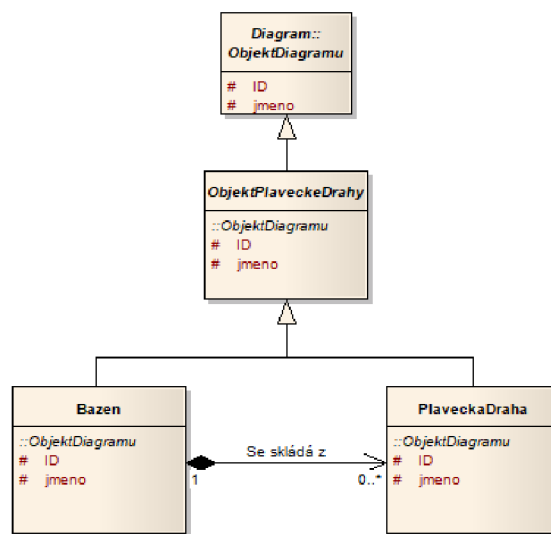 Diagram::
ObjektDiagramu
# ID
# jmeno
ObjektPlaveckeDrahy
::ObjektDiagramu
# ID
# jmeno
Bazen
::ObjektDiagramu
# ID
# jmeno
Se skládá z
1
0..*
PlaveckaDraha
::ObjektDiagramu
# ID
# jmeno